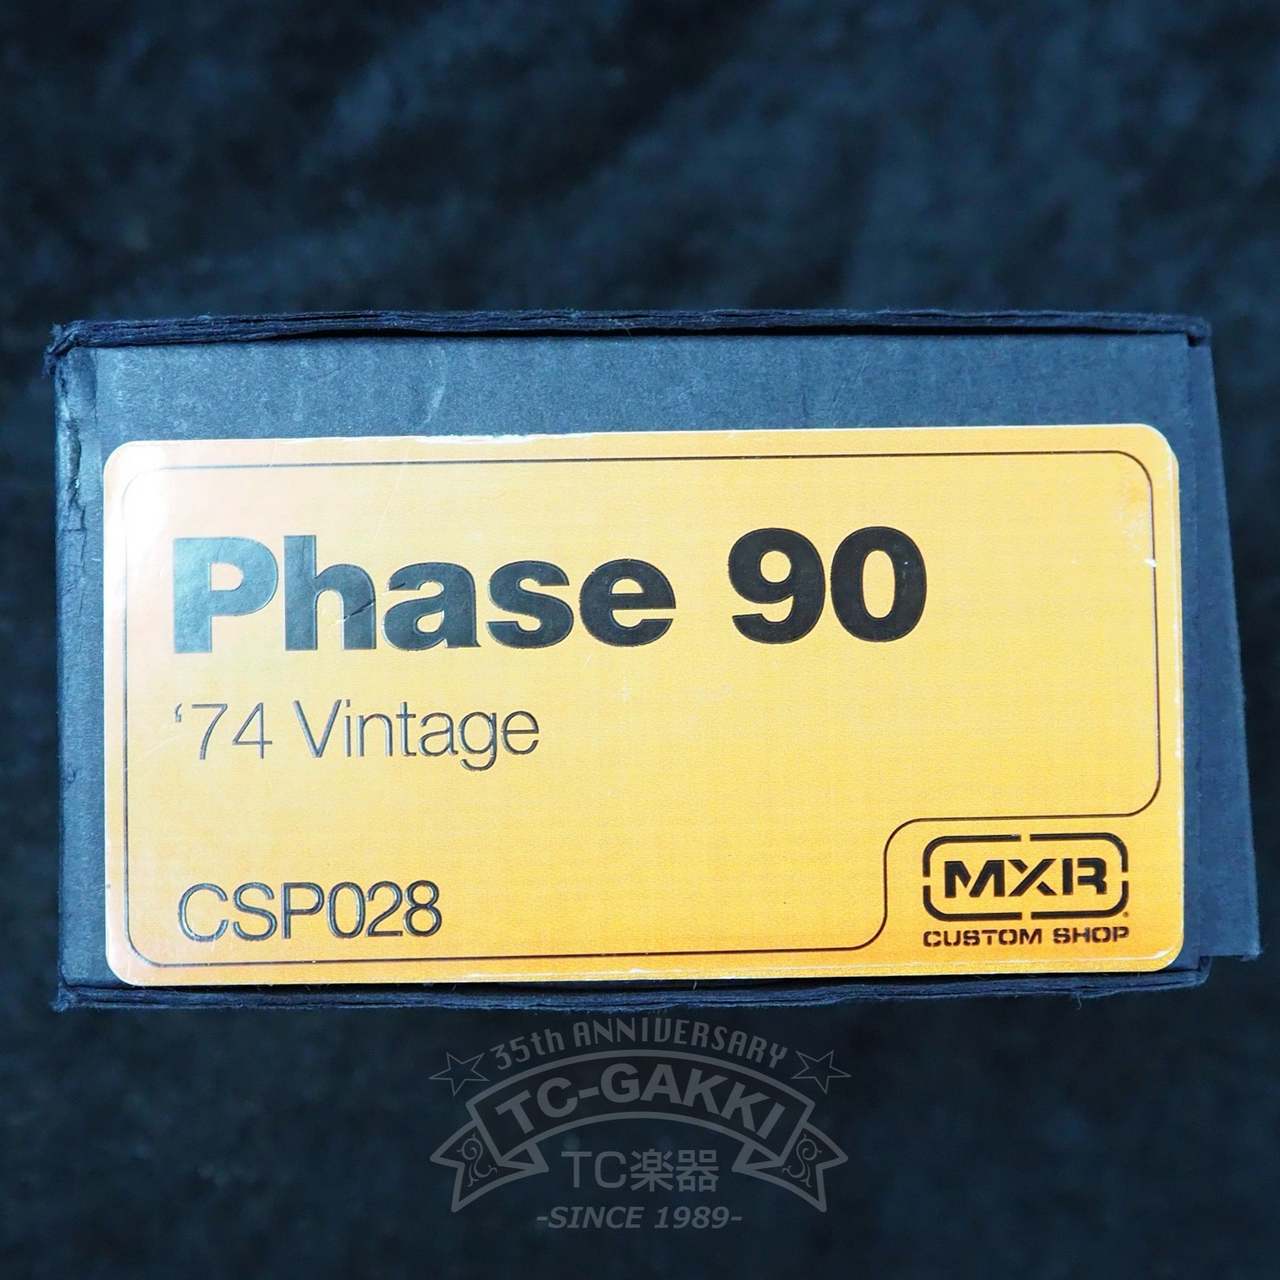 Phase 90
‘74 Vintage
CSP028
MXR
CUSTOM SHOP
35th ANNIVERSARY
TC-GAKKI
TC楽器
-SINCE 1989-